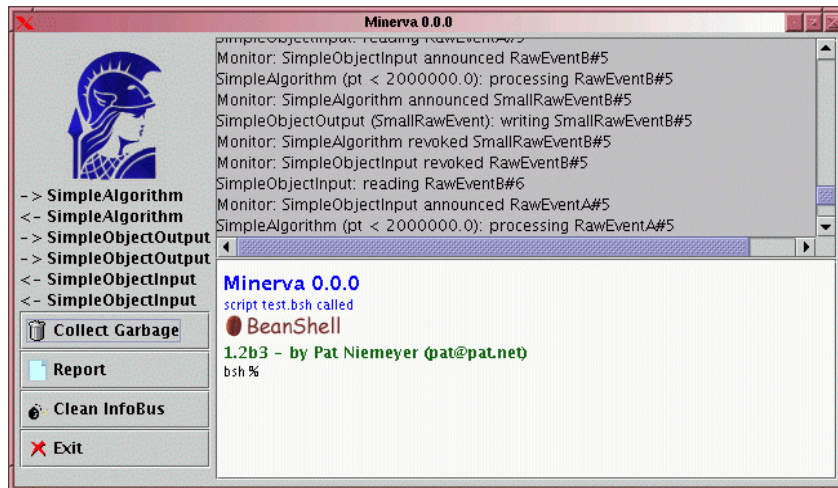 Minerva 0.0.0
SimpleObjectInput: reading RawEventA#5
Monitor: SimpleObjectInput announced RawEventB#5
SimpleAlgorithm (pt < 2000000.0): processing RawEventB#5
Monitor: SimpleAlgorithm announced SmallRawEventB#5
SimpleObjectOutput (SmallRawEvent): writing SmallRawEventB#5
Monitor: SimpleAlgorithm revoked SmallRawEventB#5
Monitor: SimpleObjectInput revoked RawEventB#5
SimpleObjectInput: reading RawEventB#6
Monitor: SimpleObjectInput announced RawEventA#5
SimpleAlgorithm (pt < 2000000.0): processing RawEventA#5
-> SimpleAlgorithm
<- SimpleAlgorithm
-> SimpleObjectOutput
-> SimpleObjectOutput
<- SimpleObjectInput
<- SimpleObjectInput
Collect Garbage
Report
Clean InfoBus
Exit
Minerva 0.0.0
script test.bsh called
BeanShell
1.2b3 - by Pat Niemeyer (pat@pat.net)
bsh %